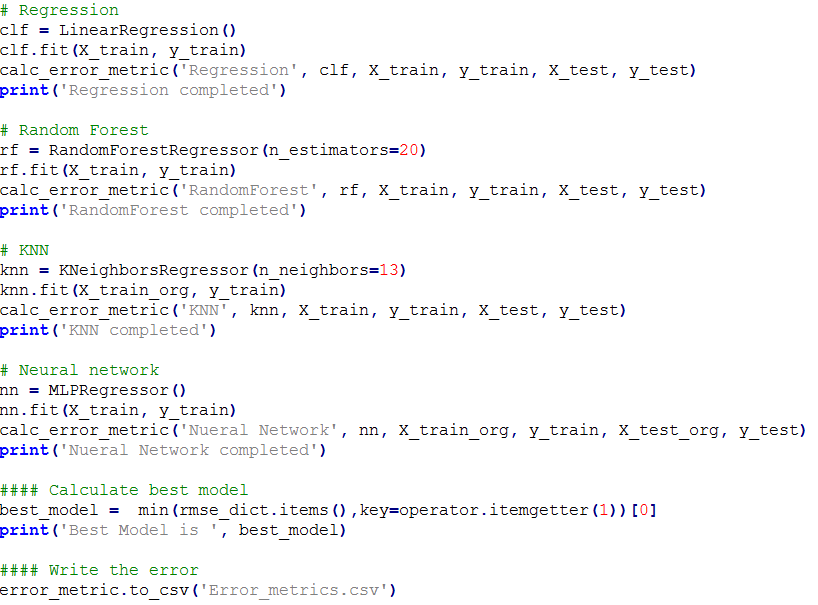 # Regression
clf = LinearRegression()
clf.fit(X_train, y_train)
calc_error_metric('Regression', clf, X_train, y_train, X_test, y_test)
print('Regression completed')
# Random Forest
rf = RandomForestRegressor(n_estimators=20)
rf.fit(X_train, y_train)
calc_error_metric('RandomForest', rf, X_train, y_train, X_test, y_test)
print('RandomForest completed')
# KNN
knn = KNeighborsRegressor(n_neighbors=13)
knn.fit(X_train_org, y_train)
calc_error_metric('KNN', knn, X_train, y_train, X_test, y_test)
print('KNN completed')
# Neural network
nn = MLPRegressor()
nn.fit(X_train, y_train)
calc_error_metric('Nueral Network', nn, X_train_org, y_train, X_test_org, y_test)
print('Nueral Network completed')
#### Calculate best model
best_model =  min(rmse_dict.items(),key=operator.itemgetter(1))[0]
print('Best Model is ', best_model)
#### Write the error
error_metric.to_csv('Error_metrics.csv')